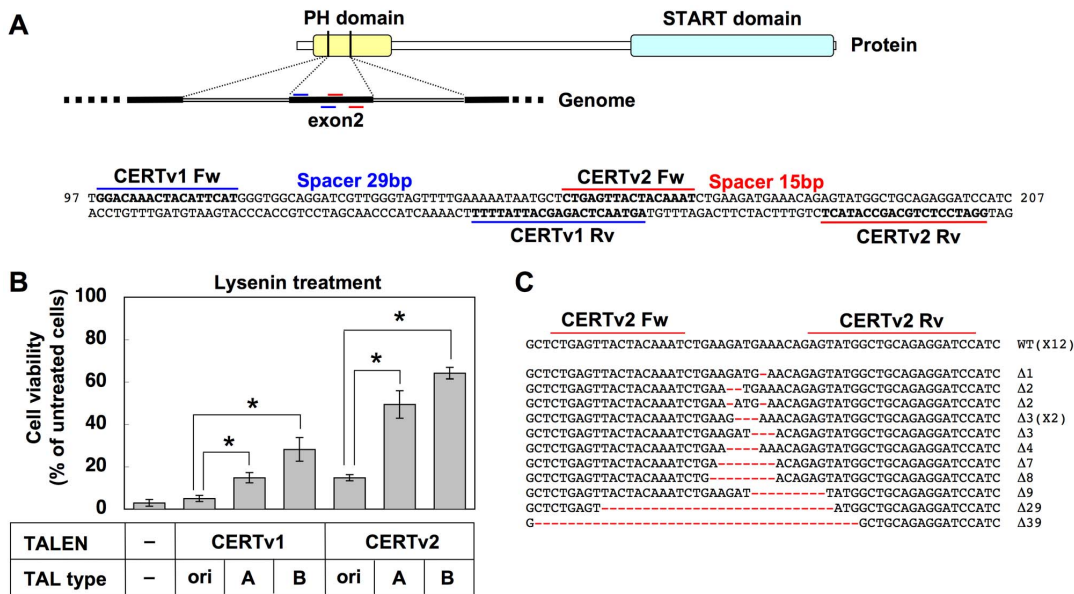 A
PH domain
START domain
Protein
Genome
exon2
CERTv1 Fw
Spacer 29bp
CERTv2 Fw
Spacer 15bp
97 TGGACAAACTACATTCATGGGTGGCAGGATCGTTGGGTAGTTTTGAAAAATAATGCTCTGAGTTACTACAAATCTGAAGATGAAACAGAGTATGGCTGCAGAGGATCCATC 207
ACCTGTTTGATGTAAGTACCCACCGTCCTAGCAACCCATCAAAACTTTTTATTACGAGACTCAATGATGTTTAGACTTCTACTTTGTCTCATACCGACGTCTCCTAGGTAG
CERTv1 Rv
CERTv2 Rv
B
Lysenin treatment
Cell viability
(% of untreated cells)
100
80
60
40
20
0
*
*
*
*
TALEN – CERTv1 CERTv2
TAL type – ori A B ori A B
C
CERTv2 Fw
CERTv2 Rv
GCTCTGAGTTACTACAAATCTGAAGATGAAACAGAGTATGGCTGCAGAGGATCCATC WT(X12)
GCTCTGAGTTACTACAAATCTGAAGATG-AACAGAGTATGGCTGCAGAGGATCCATC Δ1
GCTCTGAGTTACTACAAATCTGAA--TGAAACAGAGTATGGCTGCAGAGGATCCATC Δ2
GCTCTGAGTTACTACAAATCTGAA-ATG-AACAGAGTATGGCTGCAGAGGATCCATC Δ2
GCTCTGAGTTACTACAAATCTGAAG---AAACAGAGTATGGCTGCAGAGGATCCATC Δ3(X2)
GCTCTGAGTTACTACAAATCTGAAGAT---ACAGAGTATGGCTGCAGAGGATCCATC Δ3
GCTCTGAGTTACTACAAATCTGAA----AAACAGAGTATGGCTGCAGAGGATCCATC Δ4
GCTCTGAGTTACTACAAATCTGA-------ACAGAGTATGGCTGCAGAGGATCCATC Δ7
GCTCTGAGTTACTACAAATCTG--------ACAGAGTATGGCTGCAGAGGATCCATC Δ8
GCTCTGAGTTACTACAAATCTGAAGAT---------TATGGCTGCAGAGGATCCATC Δ9
GCTCTGAGT-----------------------------ATGGCTGCAGAGGATCCATC Δ29
G---------------------------------------GCTGCAGAGGATCCATC Δ39